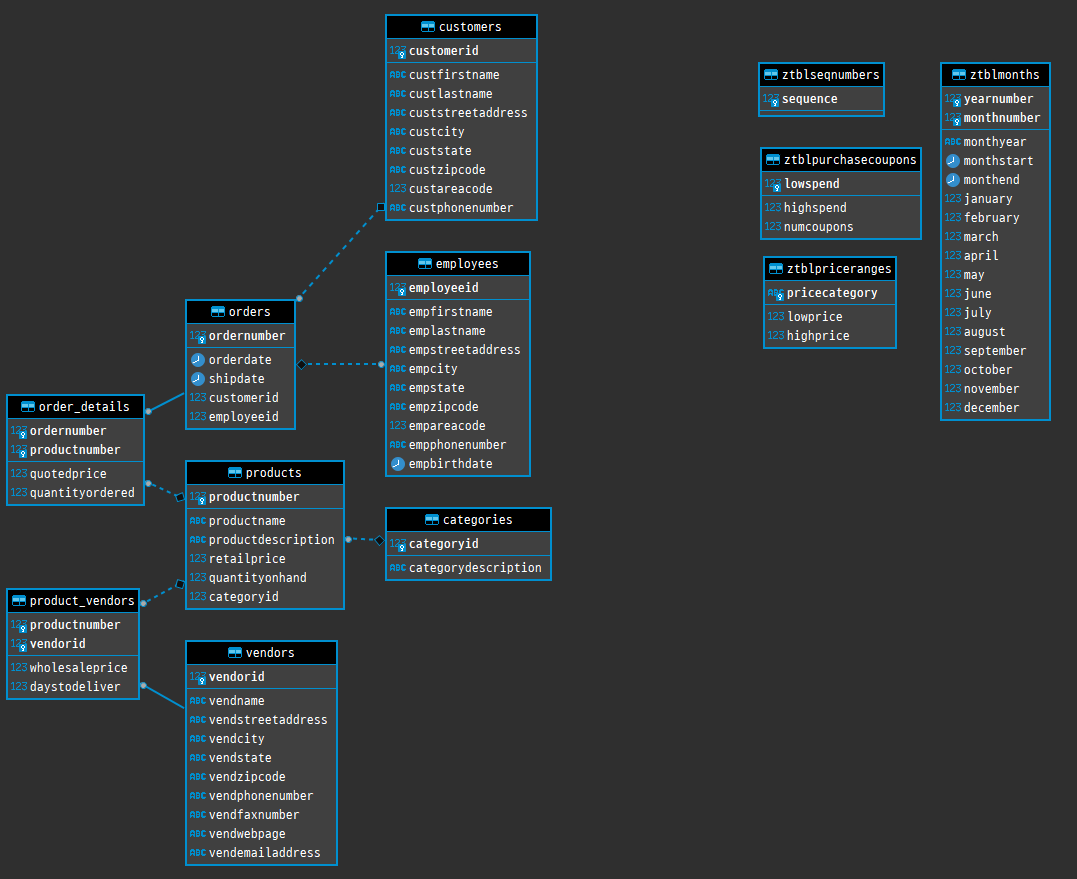 customers
123 customerid
ABC custfirstname
ABC custlastname
ABC custstreetaddress
ABC custcity
ABC custstate
ABC custzipcode
123 custareacode
ABC custphonenumber
employees
123 employeeid
ABC empfirstname
ABC emplastname
ABC empstreetaddress
ABC empcity
ABC empstate
ABC empzipcode
123 empareacode
ABC empphonenumber
empbirthdate
orders
123 ordernumber
orderdate
shipdate
123 customerid
123 employeeid
order_details
123 ordernumber
123 productnumber
123 quotedprice
123 quantityordered
products
123 productnumber
ABC productname
ABC productdescription
123 retailprice
123 quantityonhand
123 categoryid
categories
123 categoryid
ABC categorydescription
product_vendors
123 productnumber
123 vendorid
123 wholesaleprice
123 daystodeliver
vendors
123 vendorid
ABC vendname
ABC vendstreetaddress
ABC vendcity
ABC vendstate
ABC vendzipcode
ABC vendphonenumber
ABC vendfaxnumber
ABC vendwebpage
ABC vendemailaddress
ztblseqnumbers
123 sequence
ztblpurchasecoupons
123 lowspend
123 highspend
123 numcoupons
ztblpriceranges
ABC pricecategory
123 lowprice
123 highprice
ztblmonths
123 yearnumber
123 monthnumber
ABC monthyear
monthstart
monthend
123 january
123 february
123 march
123 april
123 may
123 june
123 july
123 august
123 september
123 october
123 november
123 december